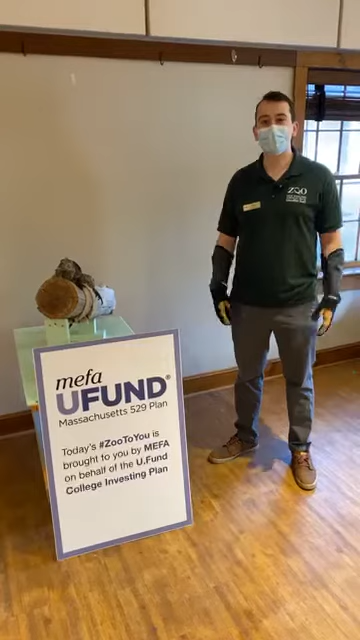 ZOO
mefa
UFUND®
Massachusetts 529 Plan
Today's #ZooToYou is
brought to you by MEFA
on behalf of the U.Fund
College Investing Plan